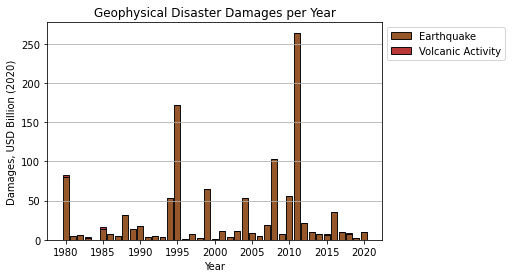 Geophysical Disaster Damages per Year
Earthquake
Volcanic Activity
Damages, USD Billion (2020)
250
200
150
100
50
0
1980 1985 1990 1995 2000 2005 2010 2015 2020
Year